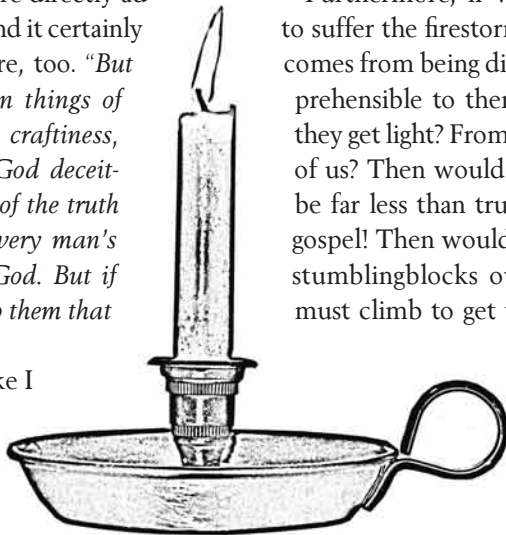 re directly ad
nd it certainly
re, too. “But
n things of
craftiness,
God deceit-
of the truth
very man’s
God. But if
o them that
ke I
Furthermore, if
to suffer the firestorm
comes from being di
prehensible to ther
they get light? From
of us? Then would
be far less than tru
gospel! Then would
stumblingblocks ov
must climb to get